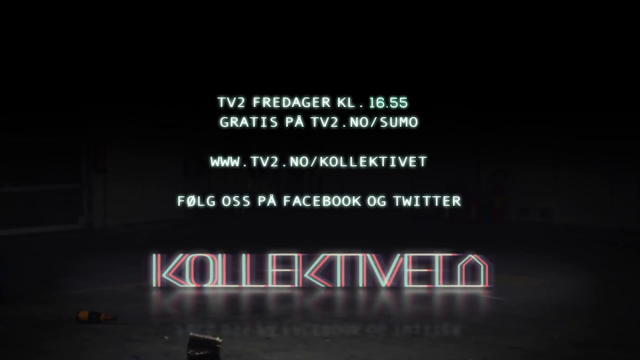 TV2 FREDAGER KL. 16.55
GRATIS PÅ TV2.NO/SUMO
WWW.TV2.NO/KOLLEKTIVET
FØLG OSS PÅ FACEBOOK OG TWITTER
KOLLEKTIVET